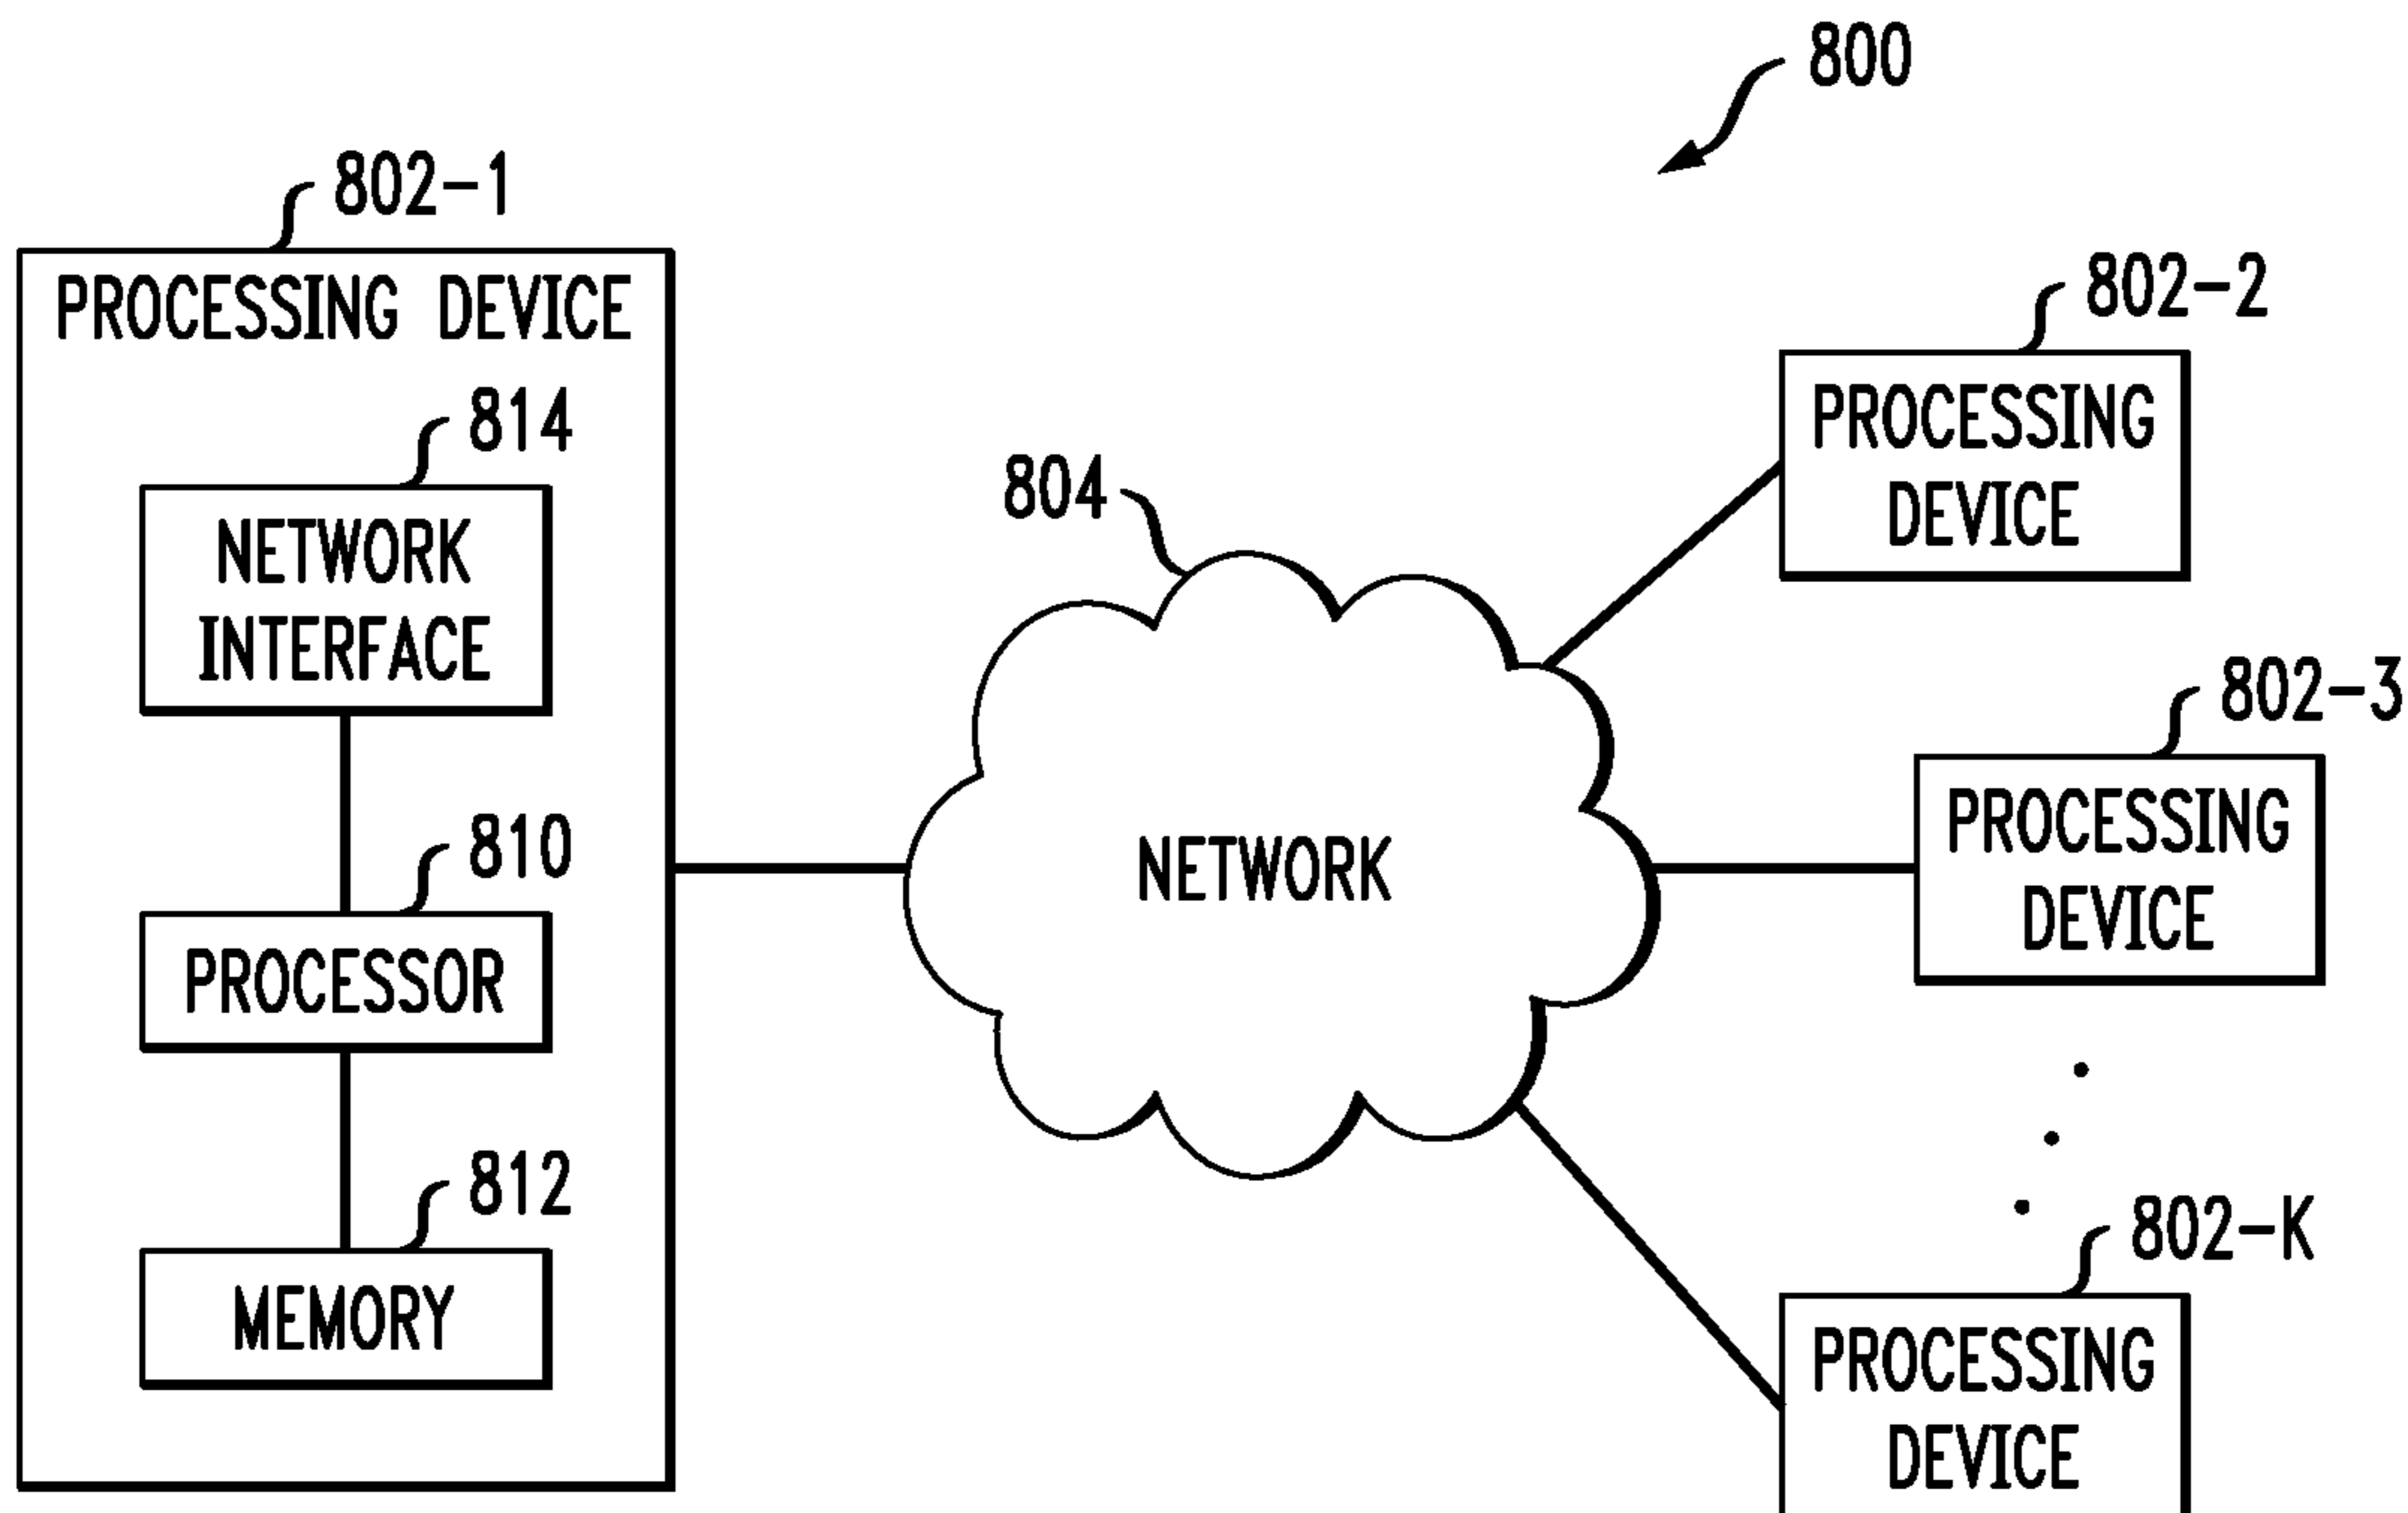 800
802-1
PROCESSING DEVICE
814
NETWORK
INTERFACE
810
PROCESSOR
812
MEMORY
804
NETWORK
802-2
PROCESSING
DEVICE
802-3
PROCESSING
DEVICE
802-K
PROCESSING
DEVICE